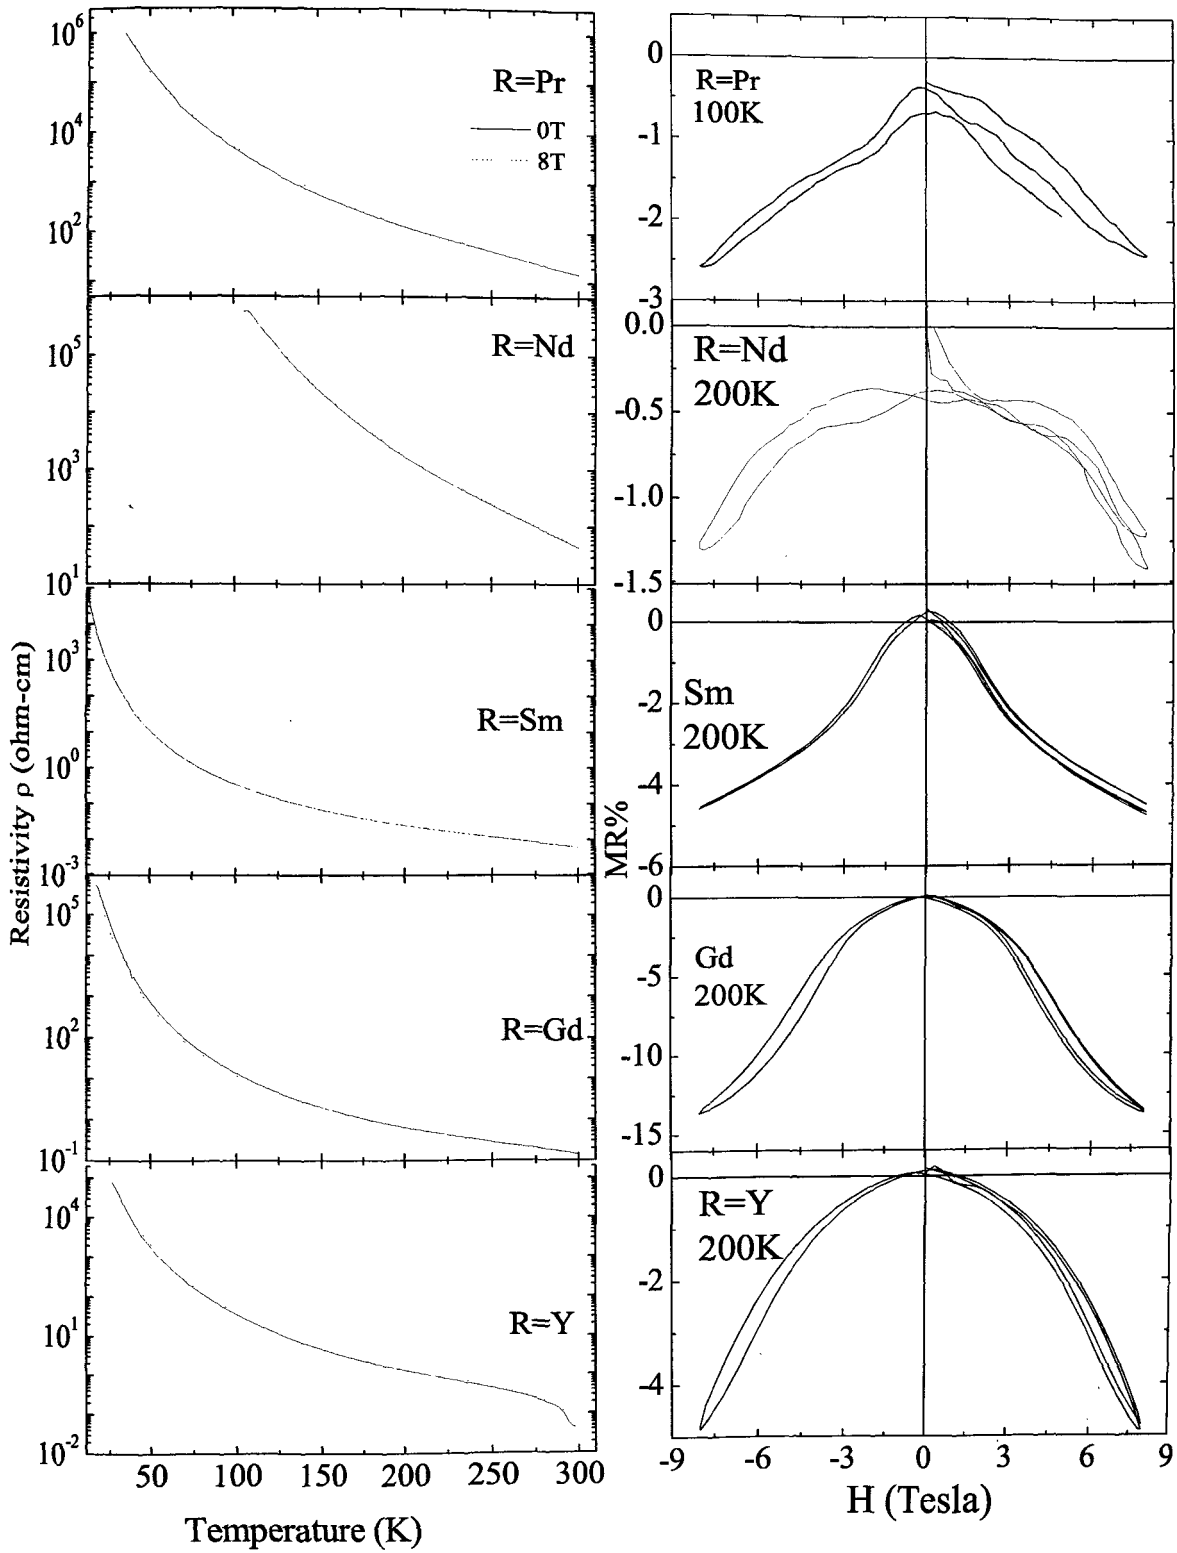 10^6
10^4
10^2
R=Pr
0T
8T
10^5
10^3
10^1
R=Nd
10^3
10^0
10^-3
R=Sm
10^5
10^2
10^-1
R=Gd
10^4
10^1
10^-2
R=Y
50 100 150 200 250 300
Temperature (K)
Resistivity ρ (ohm-cm)
0
-1
-2
-3
R=Pr
100K
0.0
-0.5
-1.0
-1.5
R=Nd
200K
0
-2
-4
-6
Sm
200K
0
-5
-10
-15
Gd
200K
0
-2
-4
R=Y
200K
-9 -6 -3 0 3 6 9
H (Tesla)
MR%